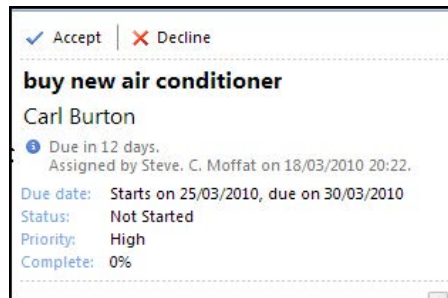 Accept Decline
buy new air conditioner
Carl Burton
Due in 12 days.
Assigned by Steve. C. Moffat on 18/03/2010 20:22.
Due date: Starts on 25/03/2010, due on 30/03/2010
Status: Not Started
Priority: High
Complete: 0%